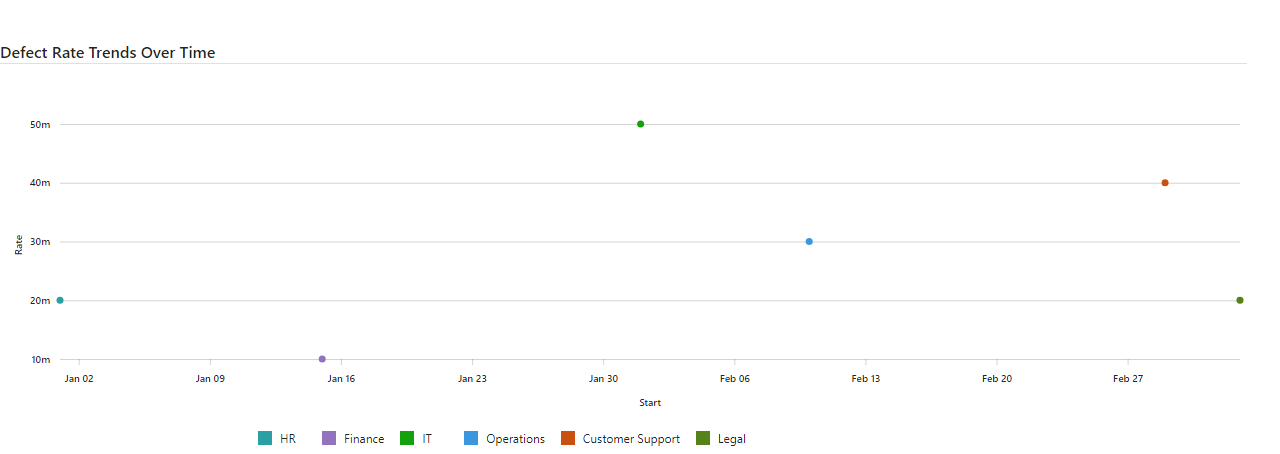 Defect Rate Trends Over Time
50m
40m
30m
20m
10m
Rate
Jan 02 Jan 09 Jan 16 Jan 23 Jan 30 Feb 06 Feb 13 Feb 20 Feb 27
Start
HR Finance IT Operations Customer Support Legal